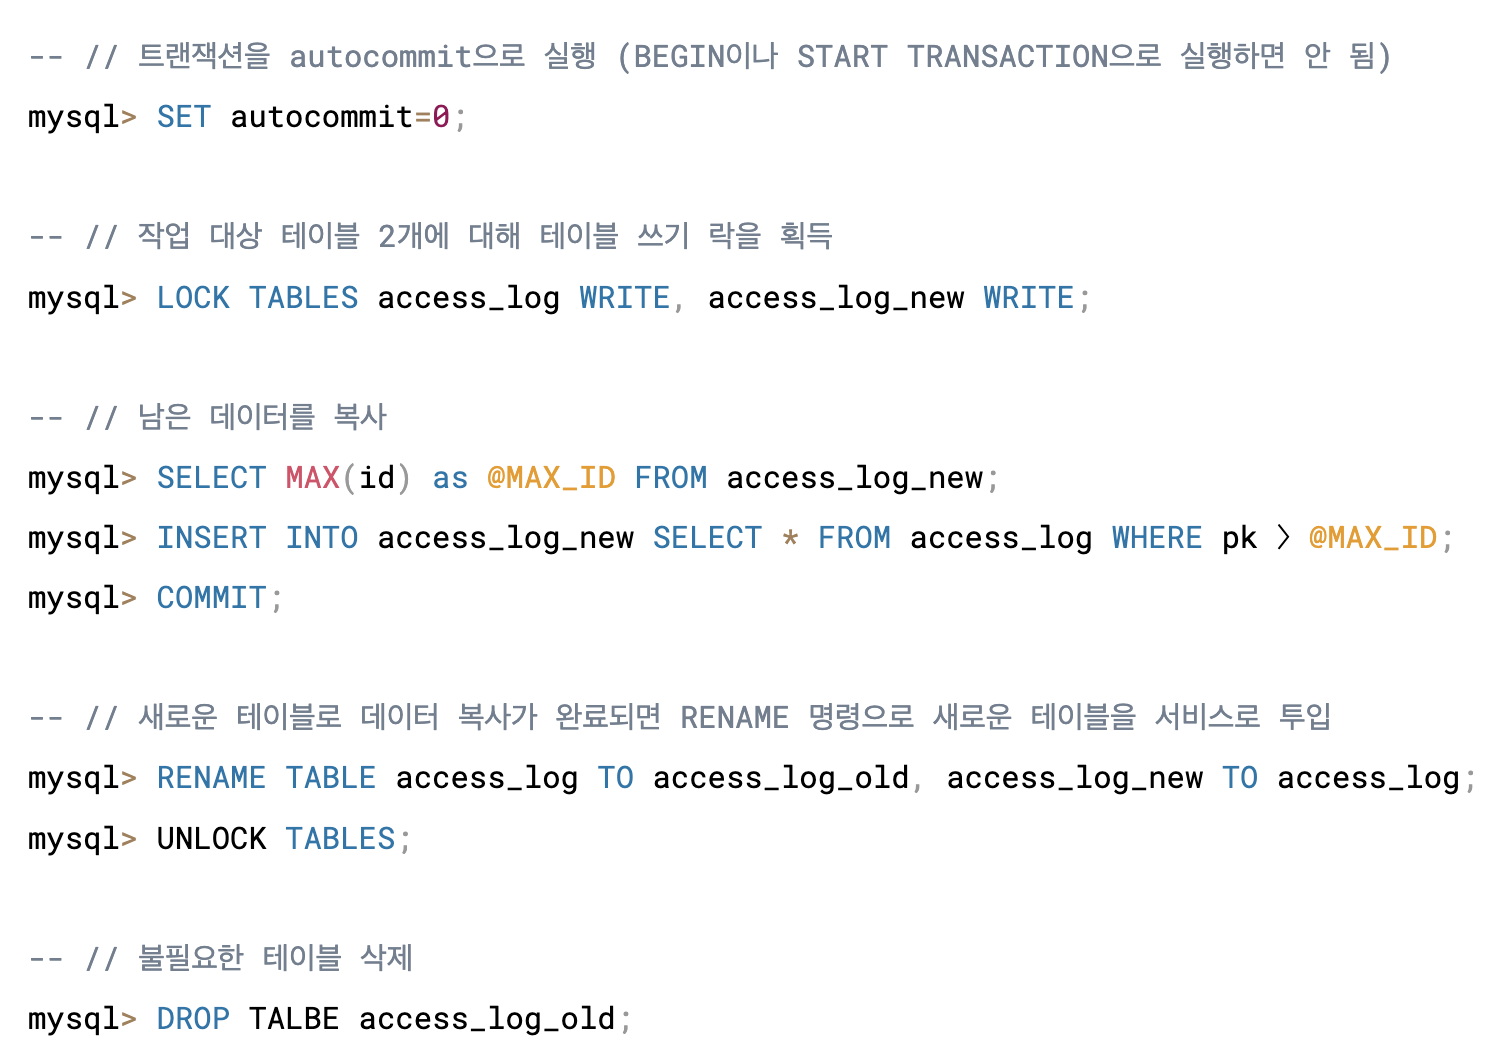 -- // 트랜잭션을 autocommit으로 실행 (BEGIN이나 START TRANSACTION으로 실행하면 안 됨)
mysql> SET autocommit=0;
-- // 작업 대상 테이블 2개에 대해 테이블 쓰기 락을 획득
mysql> LOCK TABLES access_log WRITE, access_log_new WRITE;
-- // 남은 데이터를 복사
mysql> SELECT MAX(id) as @MAX_ID FROM access_log_new;
mysql> INSERT INTO access_log_new SELECT * FROM access_log WHERE pk 〉 @MAX_ID;
mysql> COMMIT;
-- // 새로운 테이블로 데이터 복사가 완료되면 RENAME 명령으로 새로운 테이블을 서비스로 투입
mysql> RENAME TABLE access_log TO access_log_old, access_log_new TO access_log;
mysql> UNLOCK TABLES;
-- // 불필요한 테이블 삭제
mysql> DROP TALBE access_log_old;